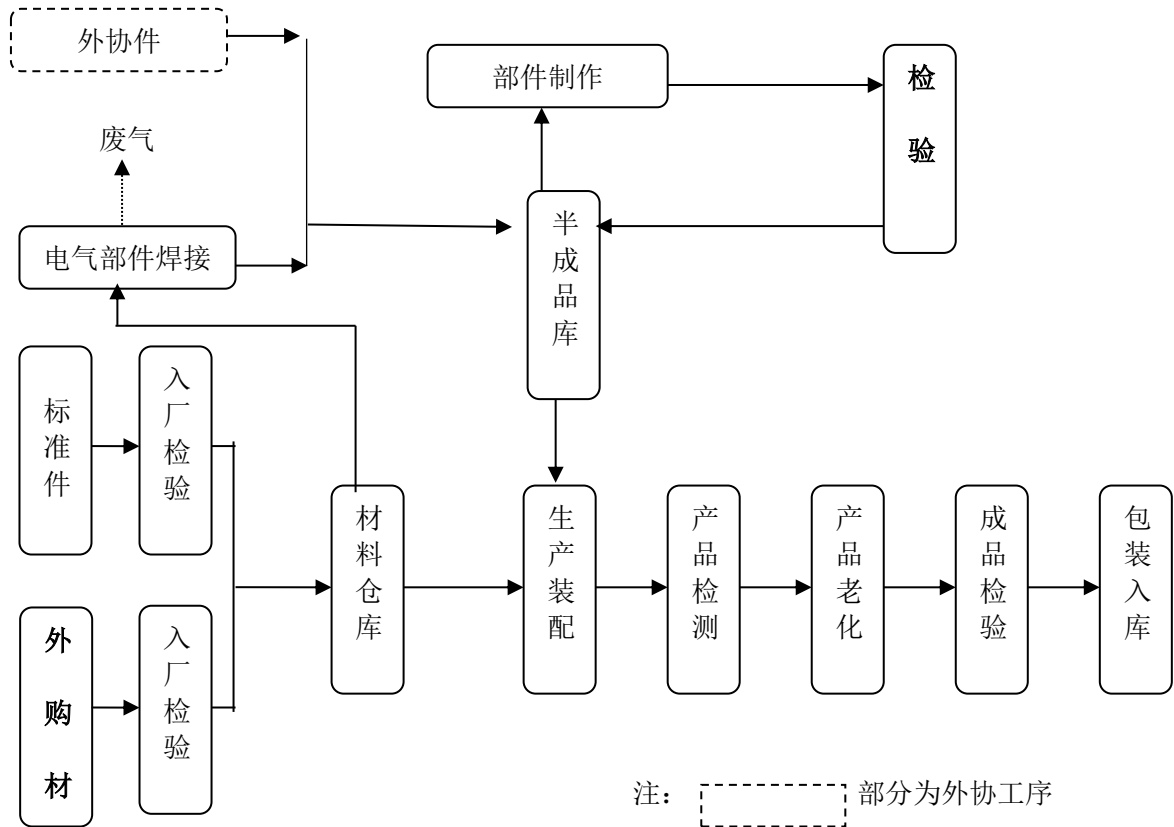 外协件
部件制作
检验
废气
电气部件焊接
半成品库
标准件
入厂检验
材料仓库
生产装配
产品检测
产品老化
成品检验
包装入库
外购材
入厂检验
注：
部分为外协工序